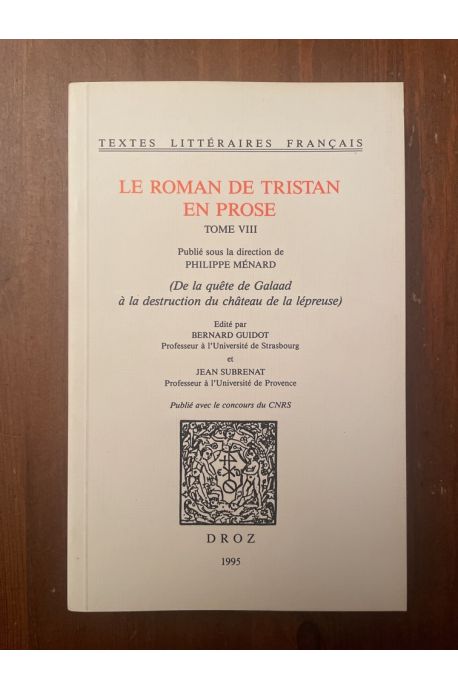 TEXTES LITTÉRAIRES FRANÇAIS
LE ROMAN DE TRISTAN
EN PROSE
TOME VIII
Publié sous la direction de
PHILIPPE MÉNARD
(De la quête de Galaad
à la destruction du château de la lépreuse)
Edité par
BERNARD GUIDOT
Professeur à l'Université de Strasbourg
et
JEAN SUBRENAT
Professeur à l'Université de Provence
Publié avec le concours du CNRS
DROZ
1995